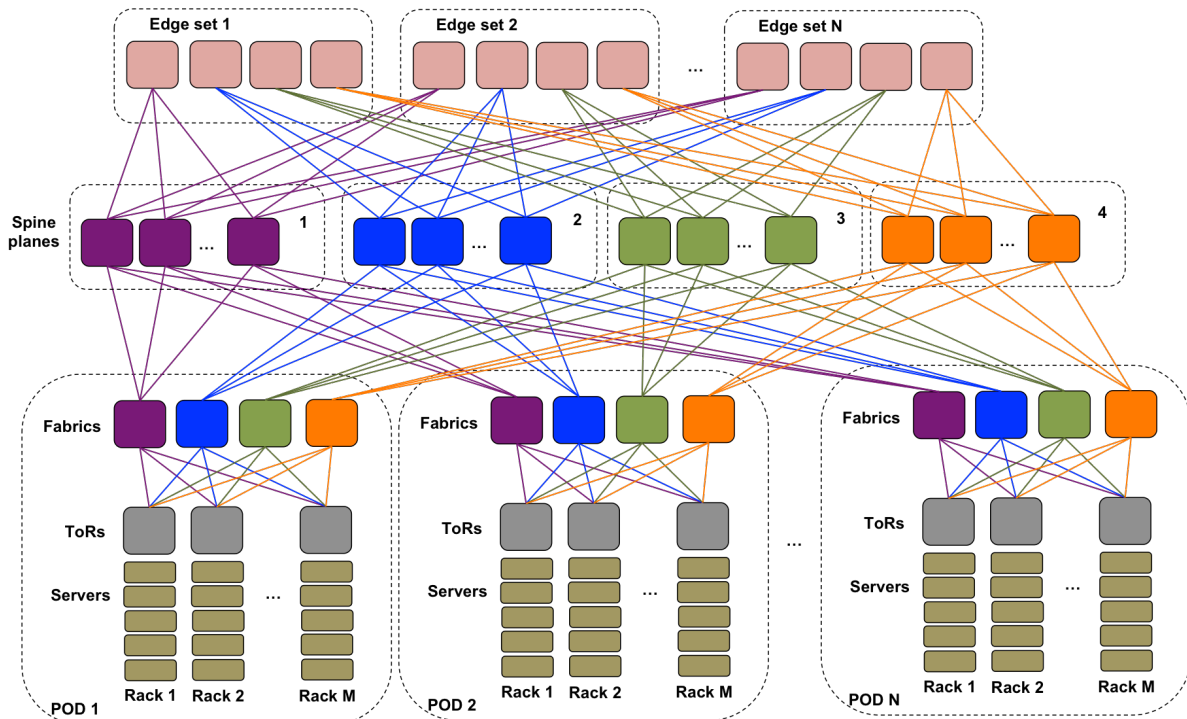 Edge set 1
Edge set 2
Edge set N
...
Spine
planes
1
2
3
4
...
...
...
...
Fabrics
Fabrics
Fabrics
ToRs
ToRs
ToRs
...
Servers
...
Servers
...
Servers
...
Rack 1 Rack 2 Rack M
Rack 1 Rack 2 Rack M
Rack 1 Rack 2 Rack M
POD 1
POD 2
POD N